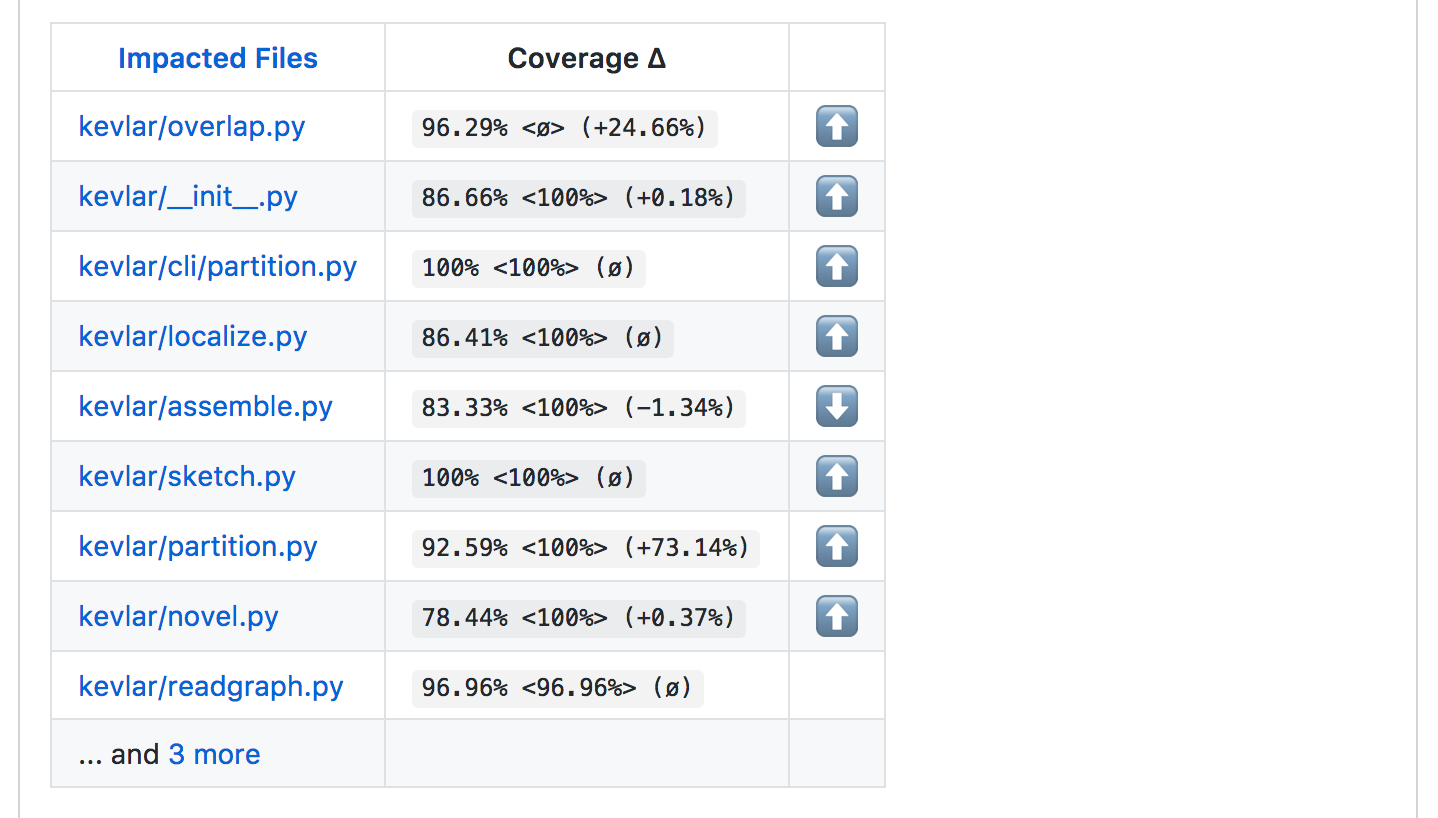 Impacted Files Coverage Δ
kevlar/overlap.py 96.29% <ø> (+24.66%)
kevlar/__init__.py 86.66% <100%> (+0.18%)
kevlar/cli/partition.py 100% <100%> (ø)
kevlar/localize.py 86.41% <100%> (ø)
kevlar/assemble.py 83.33% <100%> (−1.34%)
kevlar/sketch.py 100% <100%> (ø)
kevlar/partition.py 92.59% <100%> (+73.14%)
kevlar/novel.py 78.44% <100%> (+0.37%)
kevlar/readgraph.py 96.96% <96.96%> (ø)
... and 3 more